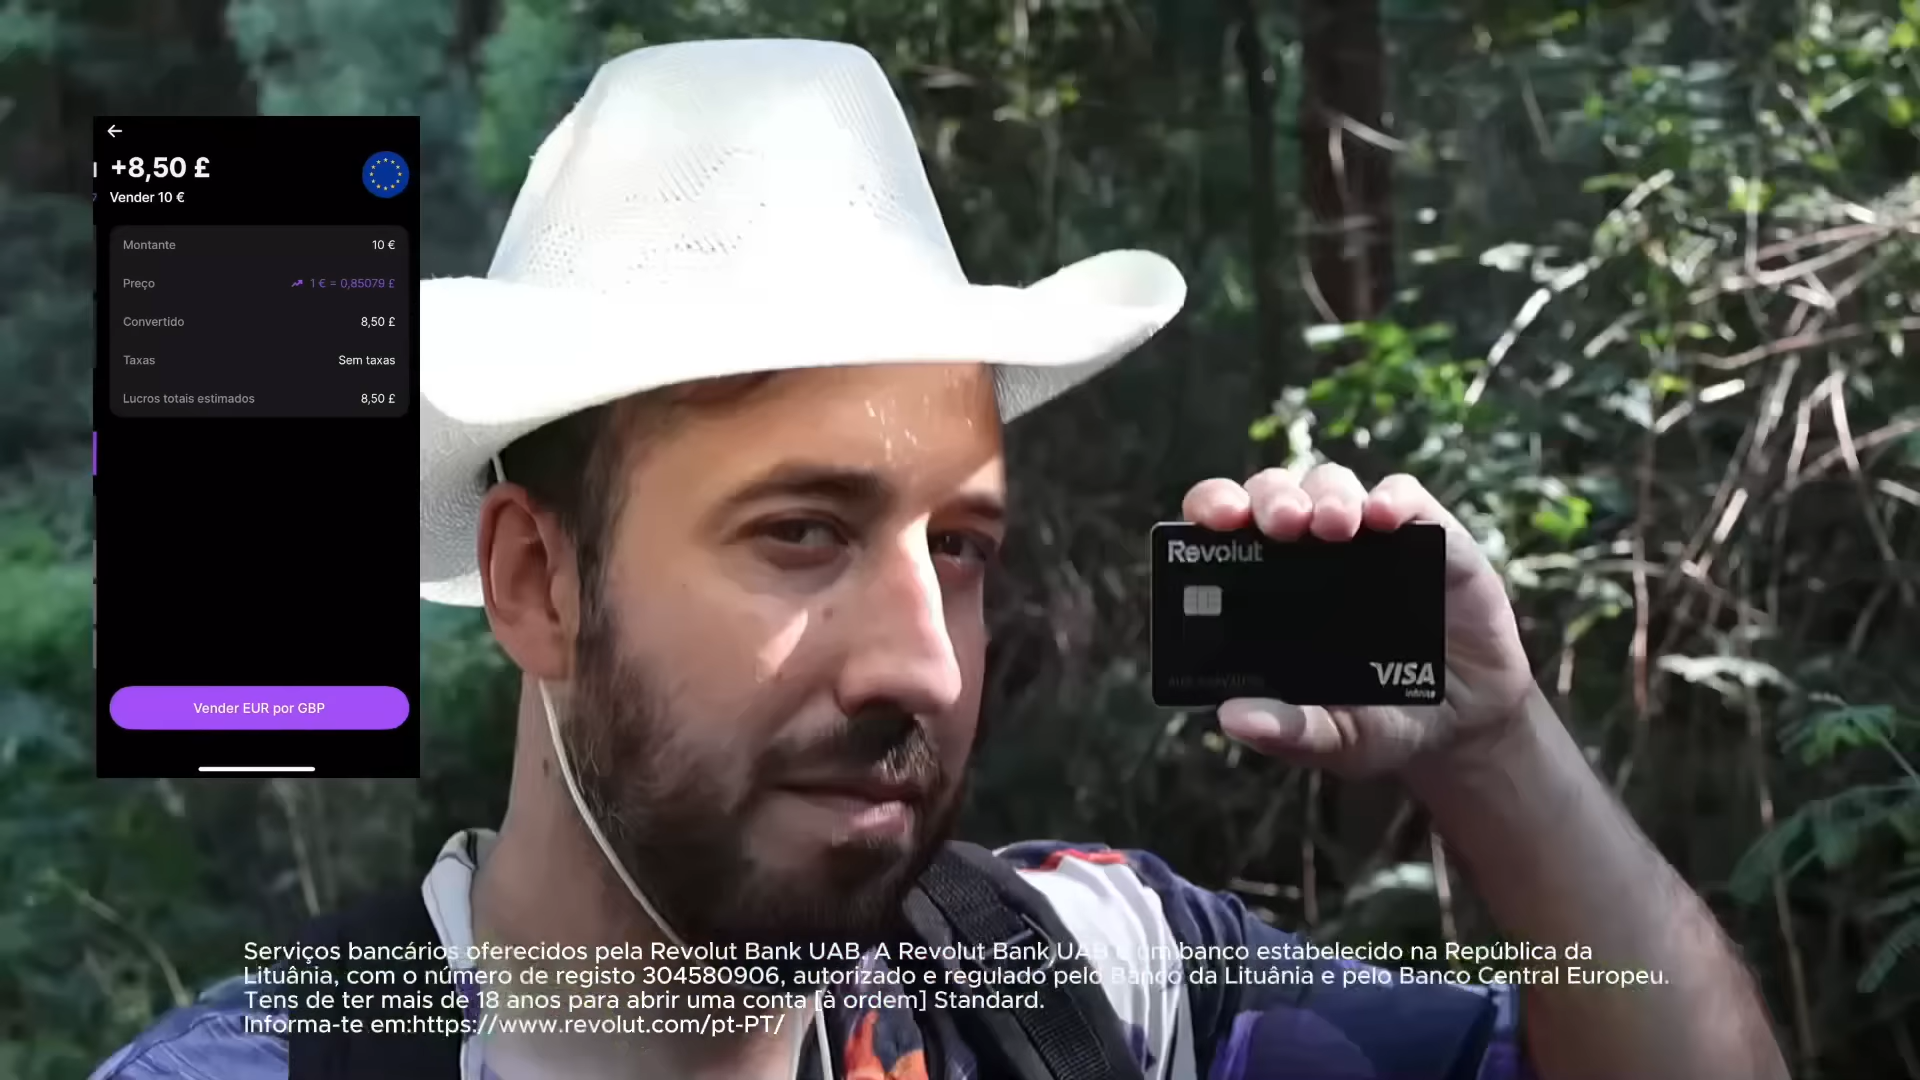 +8,50 £
Vender 10 €
Montante 10 €
Preço 1 € = 0,85079 £
Convertido 8,50 £
Taxas Sem taxas
Lucros totais estimados 8,50 £
Vender EUR por GBP
Revolut
VISA
Infinite
Serviços bancários oferecidos pela Revolut Bank UAB. A Revolut Bank UAB é um banco estabelecido na República da
Lituânia, com o número de registo 304580906, autorizado e regulado pelo Banco da Lituânia e pelo Banco Central Europeu.
Tens de ter mais de 18 anos para abrir uma conta [à ordem] Standard.
Informa-te em:https://www.revolut.com/pt-PT/